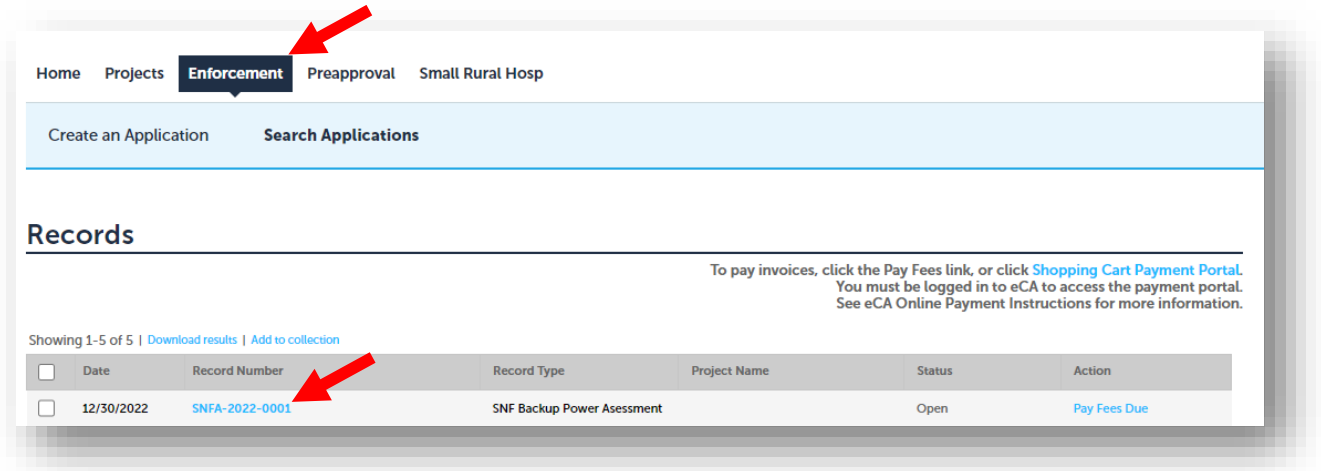 Home Projects Enforcement Preapproval Small Rural Hosp
Create an Application Search Applications
Records
To pay invoices, click the Pay Fees link, or click Shopping Cart Payment Portal.
You must be logged in to eCA to access the payment portal.
See eCA Online Payment Instructions for more information.
Showing 1-5 of 5 | Download results | Add to collection
Date Record Number Record Type Project Name Status Action
12/30/2022 SNFA-2022-0001 SNF Backup Power Asessment Open Pay Fees Due